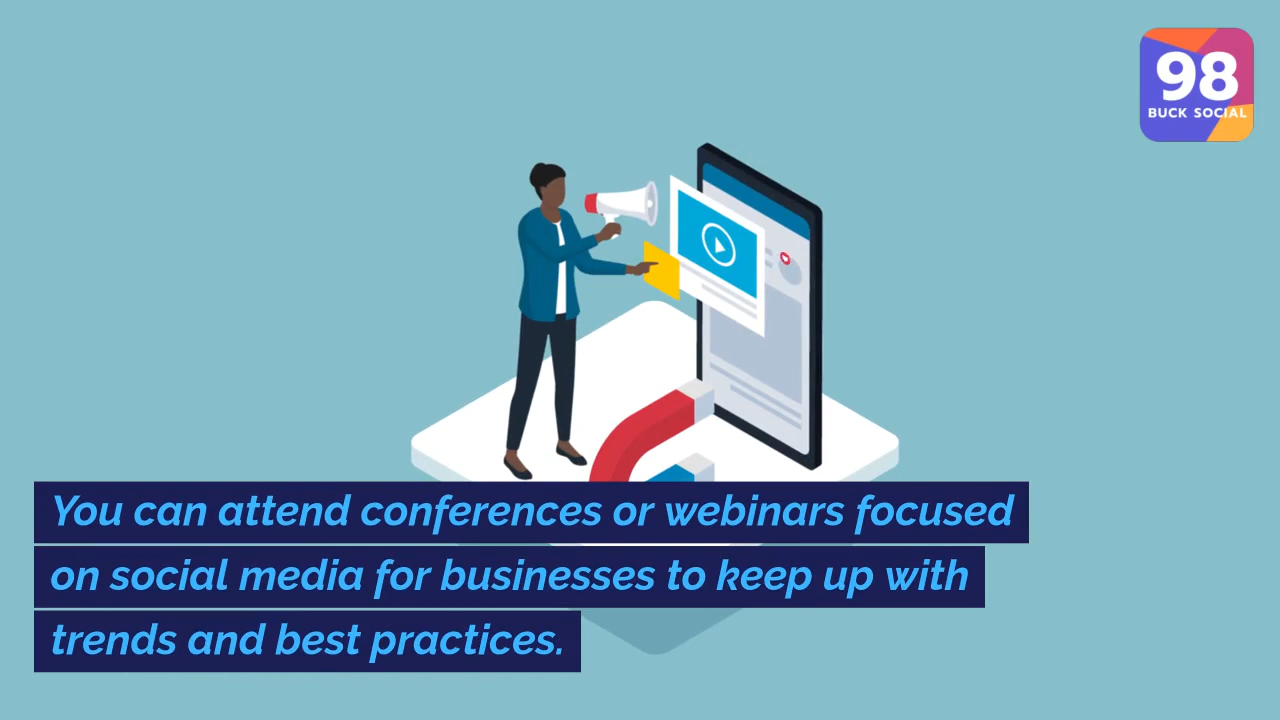 98
BUCK SOCIAL
You can attend conferences or webinars focused
on social media for businesses to keep up with
trends and best practices.